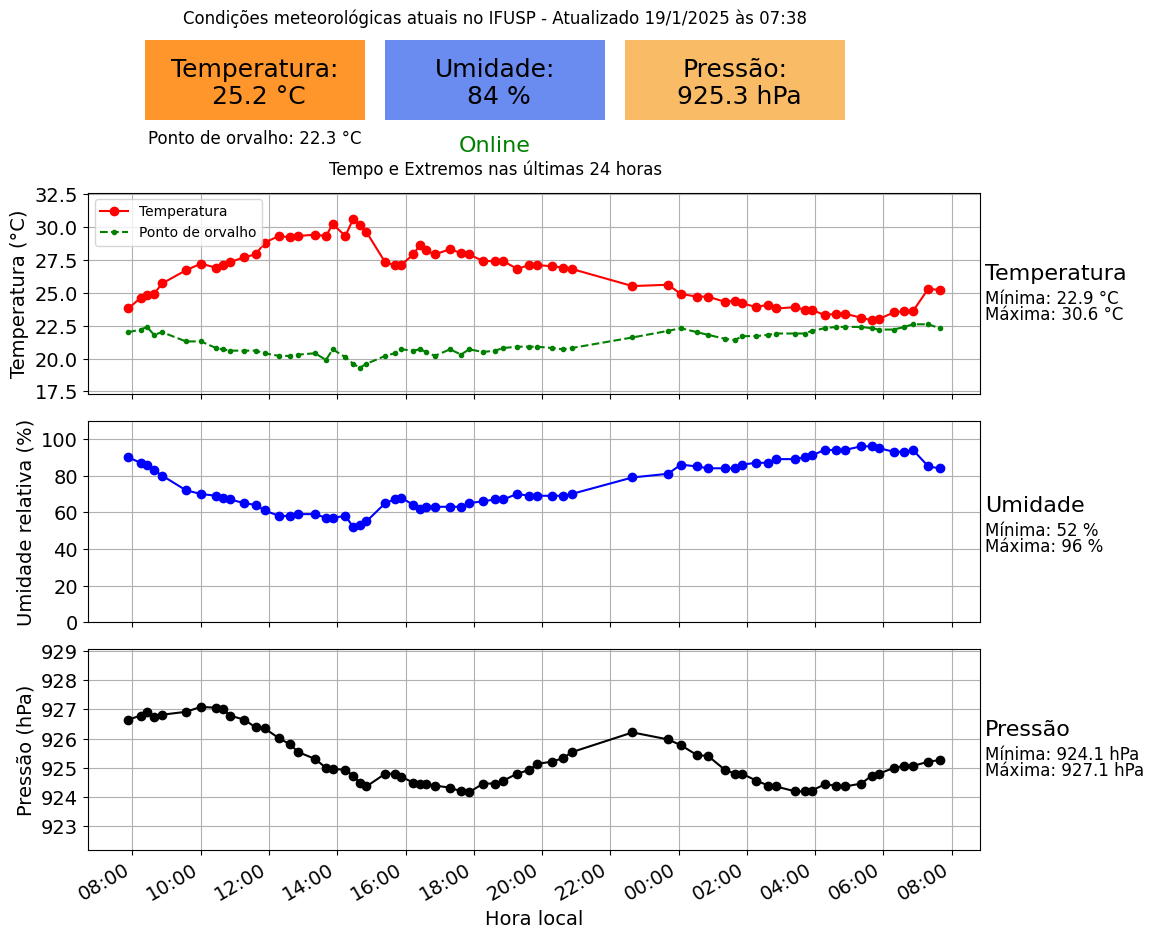 Condições meteorológicas atuais no IFUSP - Atualizado 19/1/2025 às 07:38
Temperatura:
25.2 °C
Umidade:
84 %
Pressão:
925.3 hPa
Ponto de orvalho: 22.3 °C
Online
Tempo e Extremos nas últimas 24 horas
Temperatura (°C)
32.5
30.0
27.5
25.0
22.5
20.0
17.5
Temperatura
Ponto de orvalho
Temperatura
Mínima: 22.9 °C
Máxima: 30.6 °C
Umidade relativa (%)
100
80
60
40
20
0
Umidade
Mínima: 52 %
Máxima: 96 %
Pressão (hPa)
929
928
927
926
925
924
923
Pressão
Mínima: 924.1 hPa
Máxima: 927.1 hPa
08:00 10:00 12:00 14:00 16:00 18:00 20:00 22:00 00:00 02:00 04:00 06:00 08:00
Hora local